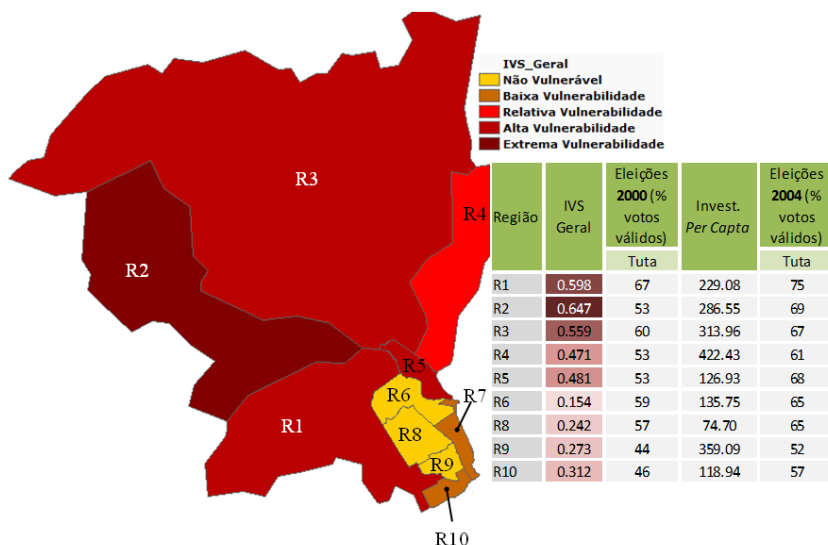 IVS_Geral
Não Vulnerável
Baixa Vulnerabilidade
Relativa Vulnerabilidade
Alta Vulnerabilidade
Extrema Vulnerabilidade
R3
R4
R2
R5
R6
R7
R8
R1
R9
R10
Região IVS Geral Eleições 2000 (% votos válidos) Invest. Per Capta Eleições 2004 (% votos válidos)
Tuta Tuta
R1 0.598 67 229.08 75
R2 0.647 53 286.55 69
R3 0.559 60 313.96 67
R4 0.471 53 422.43 61
R5 0.481 53 126.93 68
R6 0.154 59 135.75 65
R8 0.242 57 74.70 65
R9 0.273 44 359.09 52
R10 0.312 46 118.94 57